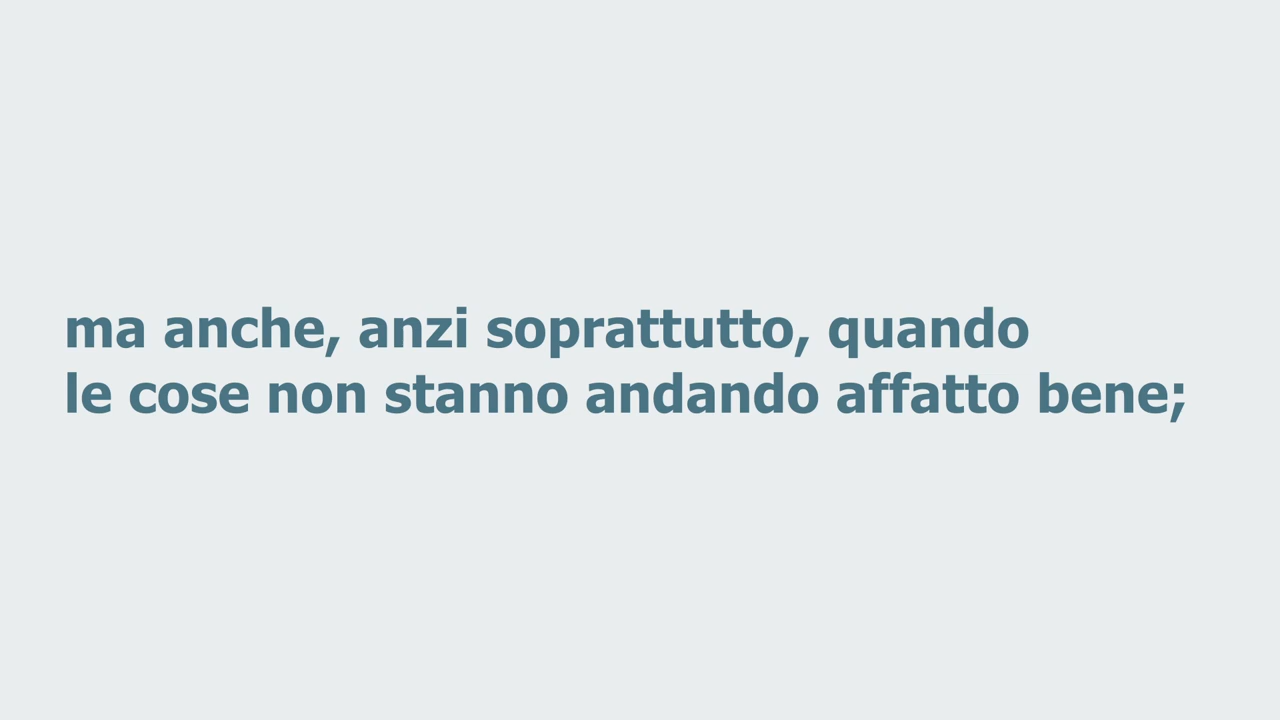 ma anche, anzi soprattutto, quando
le cose non stanno andando affatto bene;